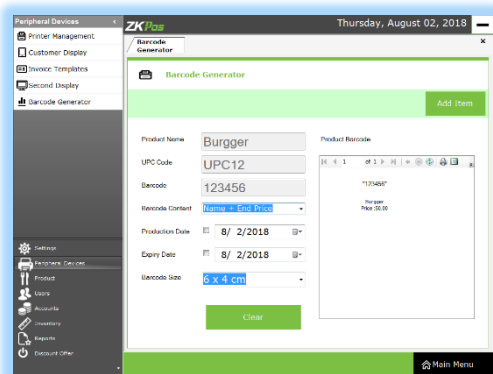 Peripheral Devices
Printer Management
Customer Display
Invoice Templates
Second Display
Barcode Generator
Settings
Peripheral Devices
Product
Users
Accounts
Inventory
Reports
Discount Offer
ZKPos
Thursday, August 02, 2018
Barcode
Generator
x
Barcode Generator
Add Item
Product Name
Burgger
UPC Code
UPC12
Barcode
123456
Barcode Content
Name + End Price
Production Date
8/ 2/2018
Expiry Date
8/ 2/2018
Barcode Size
6 x 4 cm
Clear
Product Barcode
1 of 1
*123456*
Burgger
Price :50.00
Main Menu